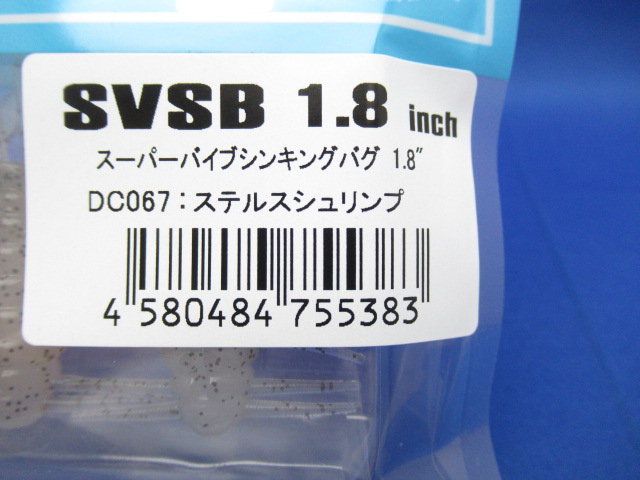 SVSB 1.8 inch
スーパーバイブシンキングバグ 1.8"
DC067：ステルスシュリンプ
4 580484 755383